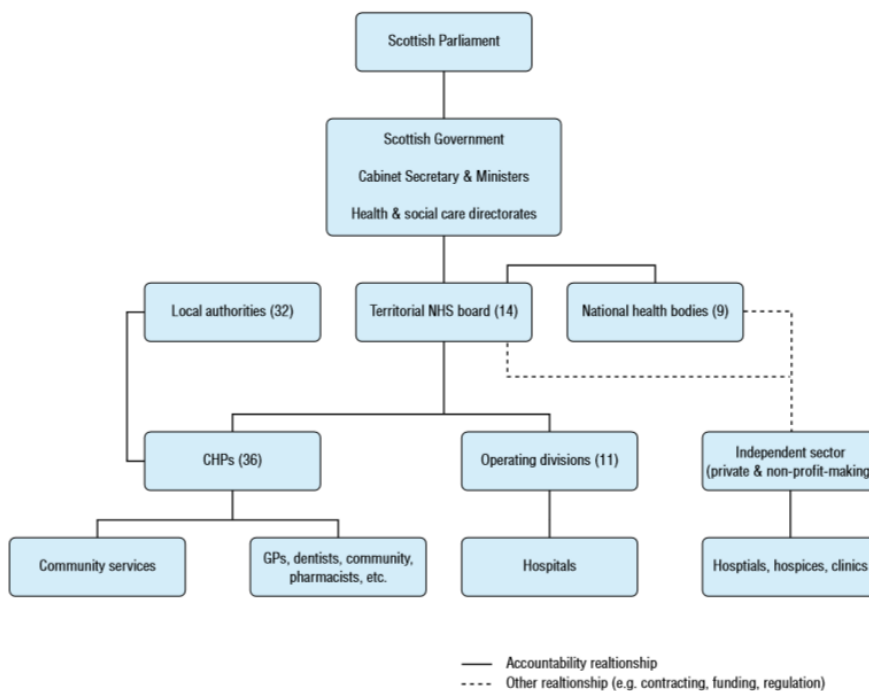 Scottish Parliament
Scottish Government
Cabinet Secretary & Ministers
Health & social care directorates
Local authorities (32)
Territorial NHS board (14)
National health bodies (9)
CHPs (36)
Operating divisions (11)
Independent sector
(private & non-profit-making
Community services
GPs, dentists, community,
pharmacists, etc.
Hospitals
Hosptials, hospices, clinics
Accountability realtionship
Other realtionship (e.g. contracting, funding, regulation)